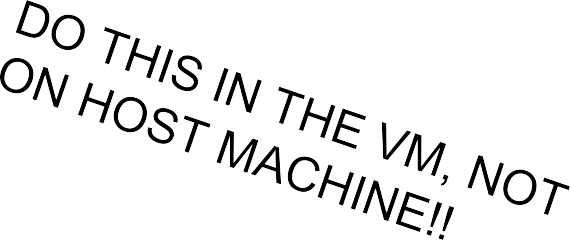 DO THIS IN THE VM, NOT
ON HOST MACHINE!!